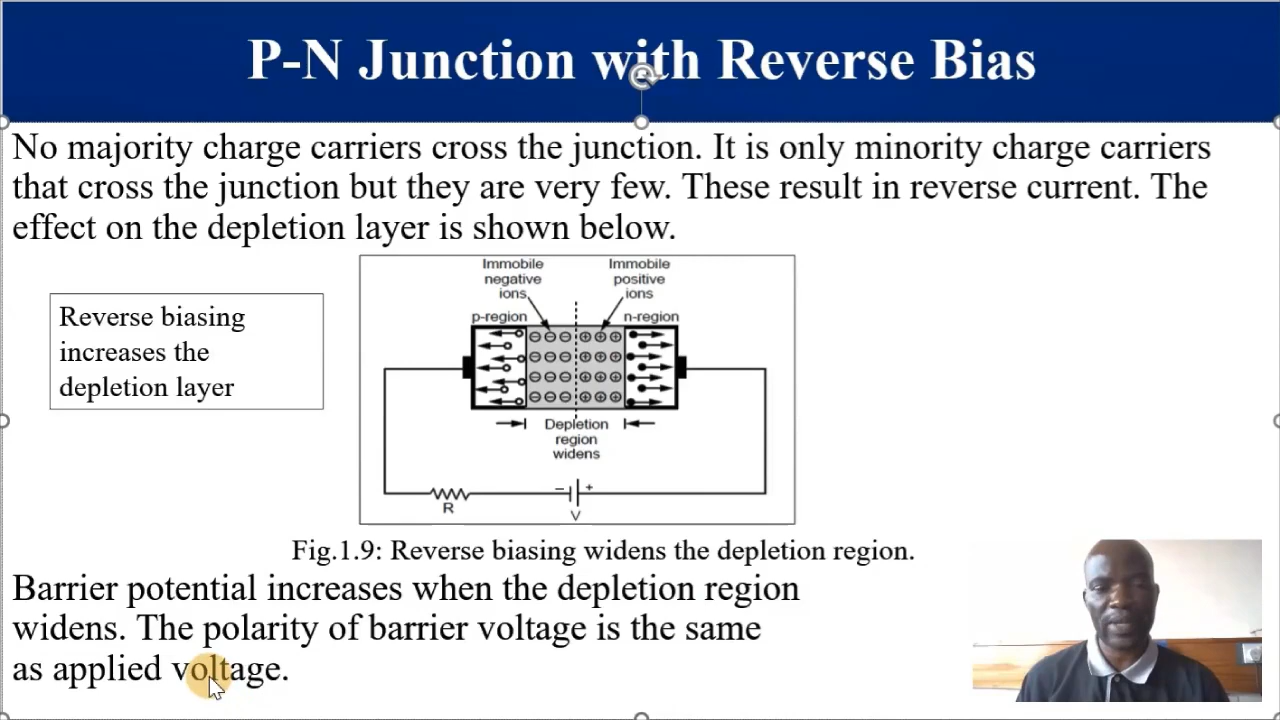 P-N Junction with Reverse Bias
No majority charge carriers cross the junction. It is only minority charge carriers
that cross the junction but they are very few. These result in reverse current. The
effect on the depletion layer is shown below.
Reverse biasing
increases the
depletion layer
Immobile
negative
ions
Immobile
positive
ions
p-region
n-region
Depletion
region
widens
R
– +
V
Fig.1.9: Reverse biasing widens the depletion region.
Barrier potential increases when the depletion region
widens. The polarity of barrier voltage is the same
as applied voltage.